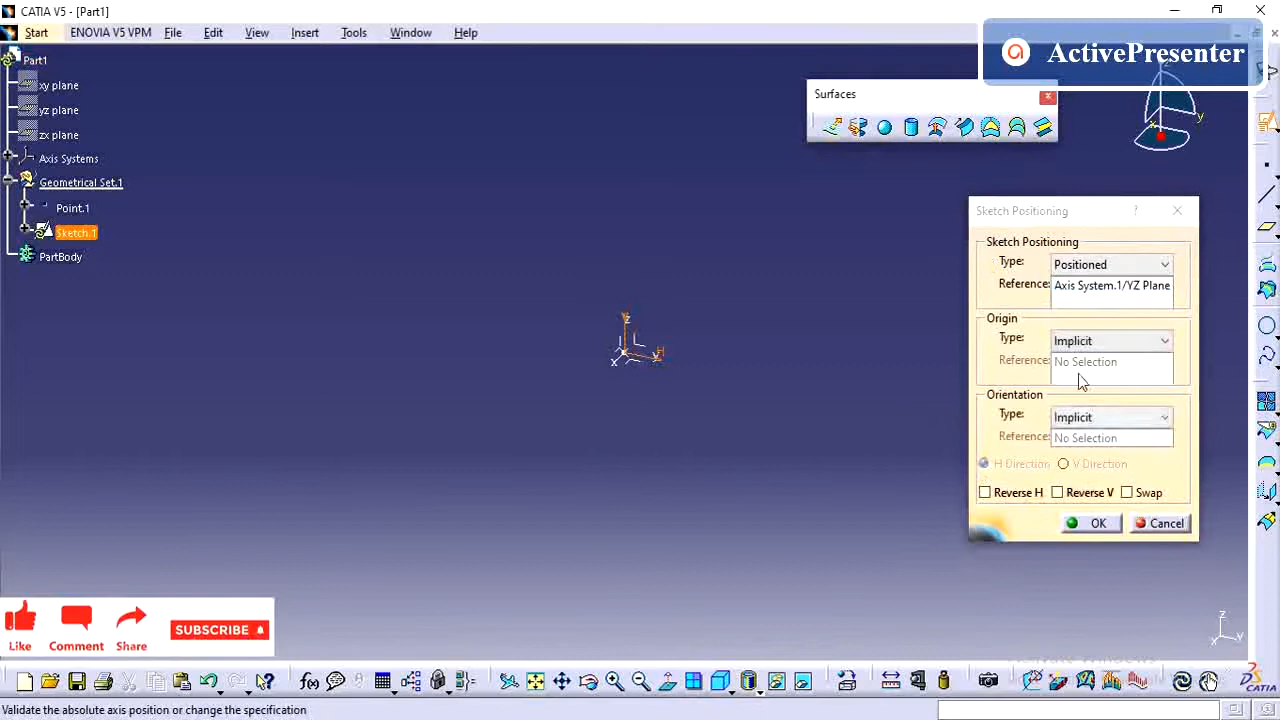 CATIA V5 - [Part1]
Start ENOVIA V5 VPM File Edit View Insert Tools Window Help
ActivePresenter
Part1
xy plane
yz plane
zx plane
Axis Systems
Geometrical Set.1
Point.1
Sketch.1
PartBody
Surfaces
z
x
y
Sketch Positioning ?
Sketch Positioning
Type: Positioned
Reference: Axis System.1/YZ Plane
Origin
Type: Implicit
Reference: No Selection
Orientation
Type: Implicit
Reference: No Selection
H Direction V Direction
Reverse H Reverse V Swap
OK Cancel
V
z
y H
x
Like Comment Share
SUBSCRIBE
z
x y
Activate Windows
f(x)
CATIA
Validate the absolute axis position or change the specification